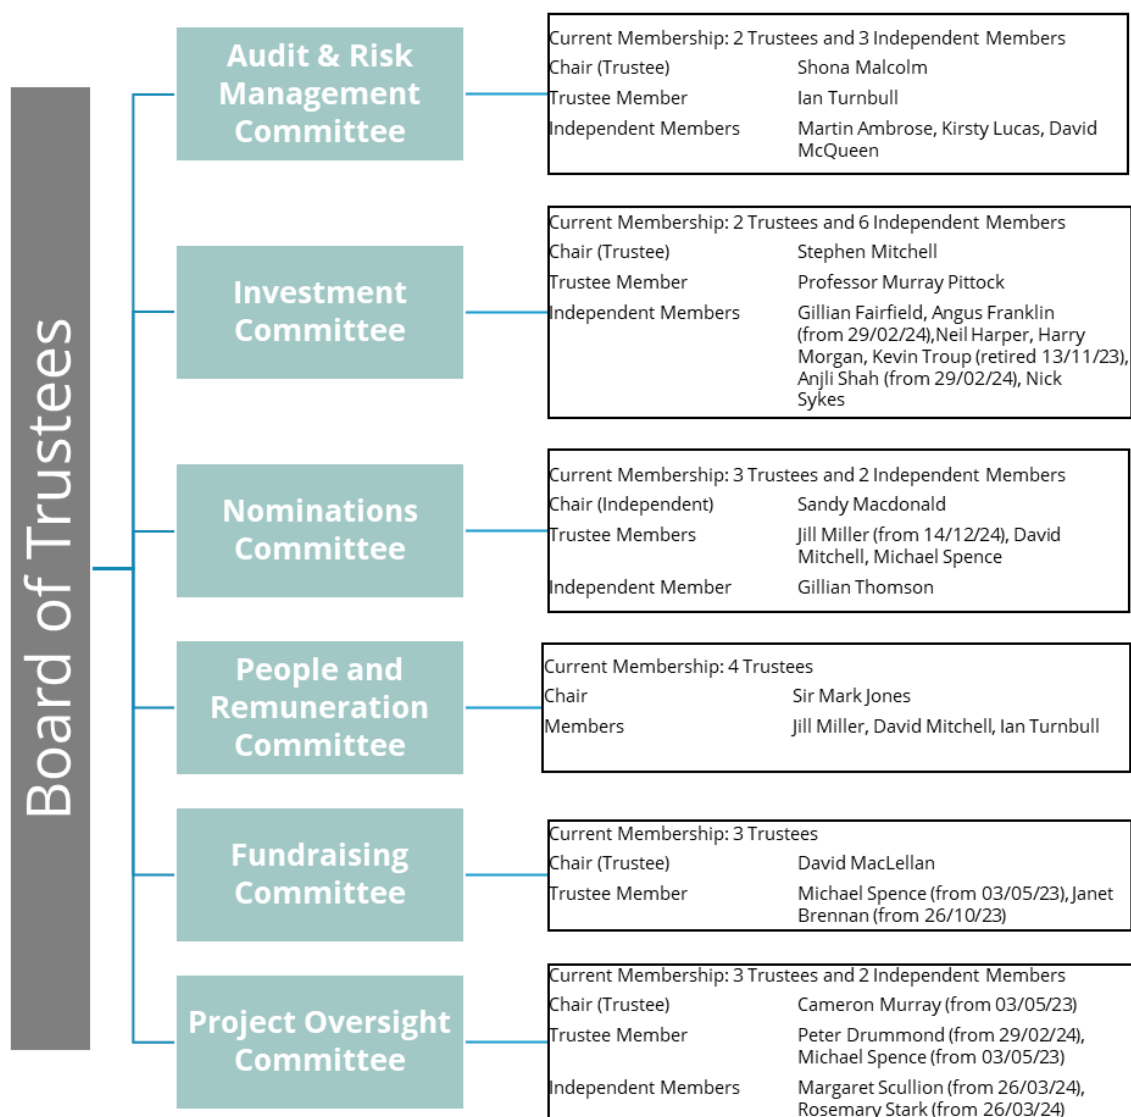 Board of Trustees
Audit & Risk
Management
Committee
Current Membership: 2 Trustees and 3 Independent Members
Chair (Trustee) Shona Malcolm
Trustee Member Ian Turnbull
Independent Members Martin Ambrose, Kirsty Lucas, David
McQueen
Investment
Committee
Current Membership: 2 Trustees and 6 Independent Members
Chair (Trustee) Stephen Mitchell
Trustee Member Professor Murray Pittock
Independent Members Gillian Fairfield, Angus Franklin
(from 29/02/24),Neil Harper, Harry
Morgan, Kevin Troup (retired 13/11/23),
Anjli Shah (from 29/02/24), Nick
Sykes
Nominations
Committee
Current Membership: 3 Trustees and 2 Independent Members
Chair (Independent) Sandy Macdonald
Trustee Members Jill Miller (from 14/12/24), David
Mitchell, Michael Spence
Independent Member Gillian Thomson
People and
Remuneration
Committee
Current Membership: 4 Trustees
Chair Sir Mark Jones
Members Jill Miller, David Mitchell, Ian Turnbull
Fundraising
Committee
Current Membership: 3 Trustees
Chair (Trustee) David MacLellan
Trustee Member Michael Spence (from 03/05/23), Janet
Brennan (from 26/10/23)
Project Oversight
Committee
Current Membership: 3 Trustees and 2 Independent Members
Chair (Trustee) Cameron Murray (from 03/05/23)
Trustee Member Peter Drummond (from 29/02/24),
Michael Spence (from 03/05/23)
Independent Members Margaret Scullion (from 26/03/24),
Rosemary Stark (from 26/03/24)